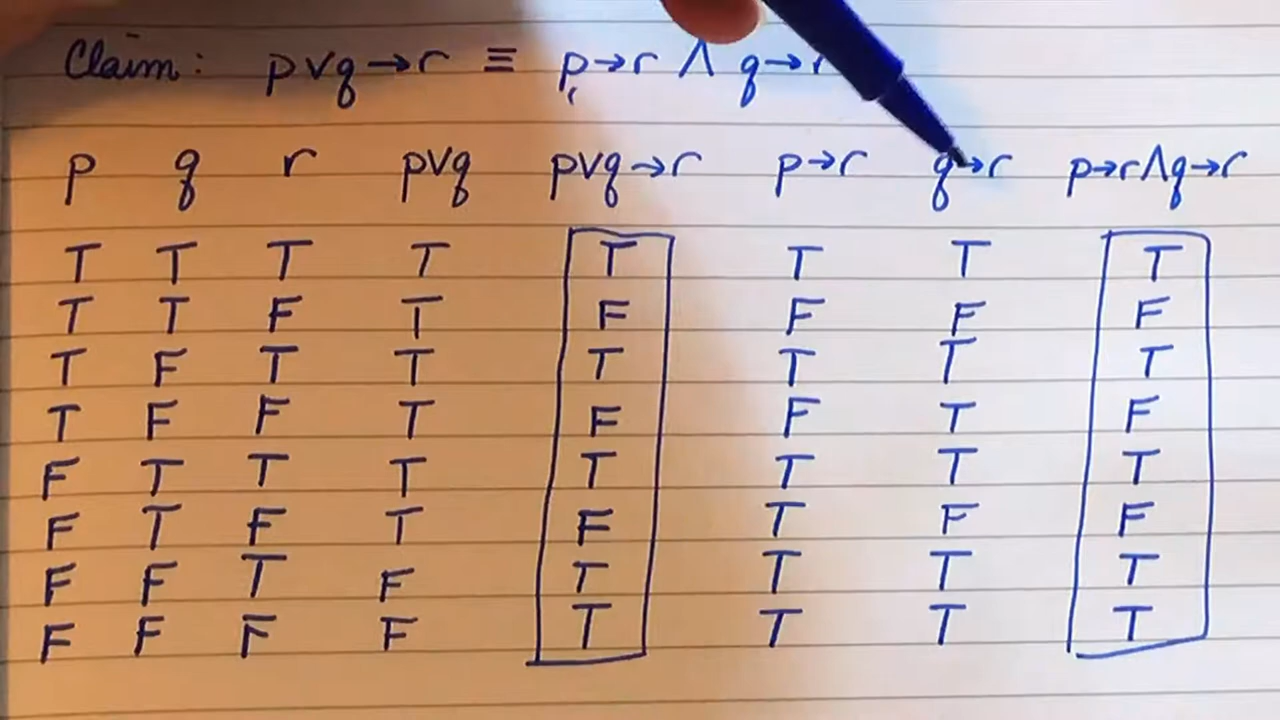 Claim: p∨q→r ≡ p→r ∧ q→r
p q r p∨q p∨q→r p→r q→r p→r∧q→r
T T T T T T T T
T T F T F F F F
T F T T T T T T
T F F T F F T F
F T T T T T T T
F T F T F T F F
F F T F T T T T
F F F F T T T T